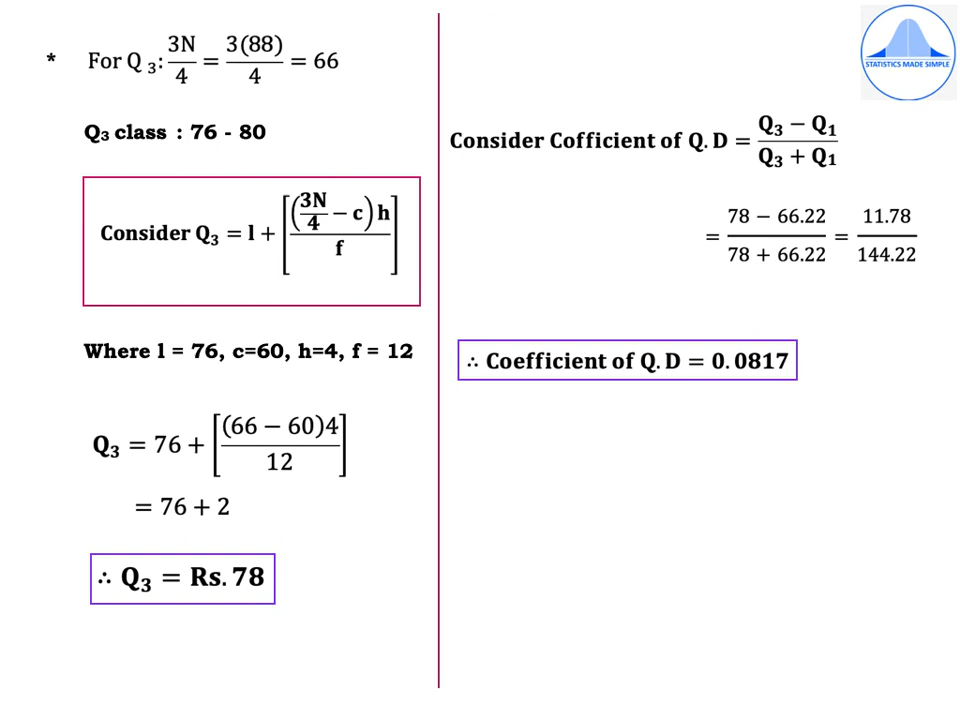 * For Q 3: 3N/4 = 3(88)/4 = 66
Q3 class : 76 - 80
Consider Q3 = l + [(3N/4 − c) h / f]
Where l = 76, c=60, h=4, f = 12
Q3 = 76 + [(66 − 60)4 / 12]
= 76 + 2
∴ Q3 = Rs. 78
STATISTICS MADE SIMPLE
Consider Cofficient of Q. D = Q3 − Q1 / Q3 + Q1
= 78 − 66.22 / 78 + 66.22 = 11.78 / 144.22
∴ Coefficient of Q. D = 0. 0817